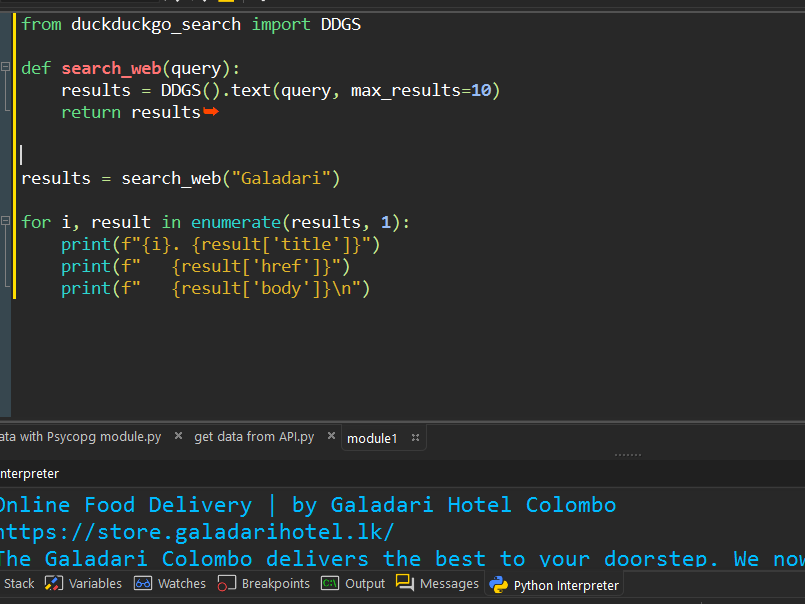 from duckduckgo_search import DDGS
def search_web(query):
    results = DDGS().text(query, max_results=10)
    return results
results = search_web("Galadari")
for i, result in enumerate(results, 1):
    print(f"{i}. {result['title']}")
    print(f"   {result['href']}")
    print(f"   {result['body']}\n")
ata with Psycopg module.py get data from API.py module1
nterpreter
Online Food Delivery | by Galadari Hotel Colombo
https://store.galadarihotel.lk/
The Galadari Colombo delivers the best to your doorstep. We now
Stack Variables Watches Breakpoints Output Messages Python Interpreter